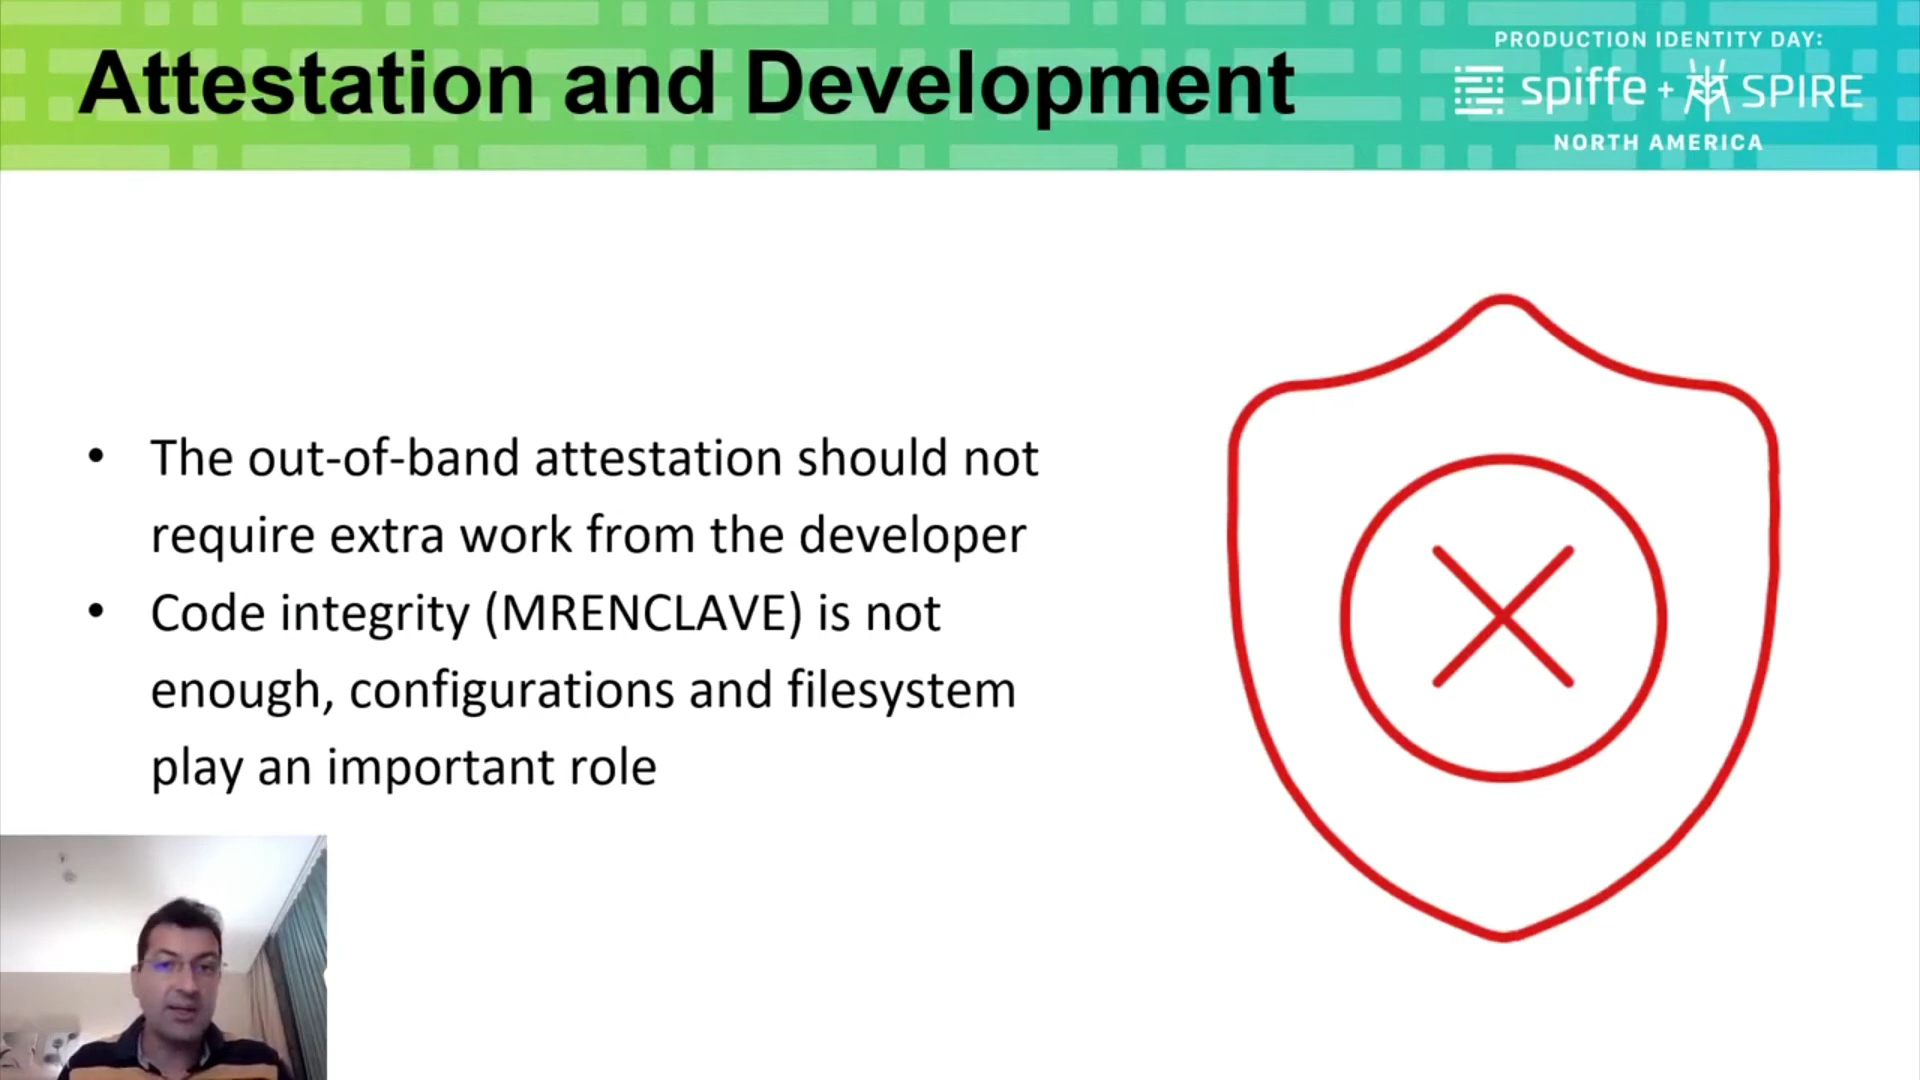 Attestation and Development
PRODUCTION IDENTITY DAY:
spiffe + SPIRE
NORTH AMERICA
• The out-of-band attestation should not
require extra work from the developer
• Code integrity (MRENCLAVE) is not
enough, configurations and filesystem
play an important role